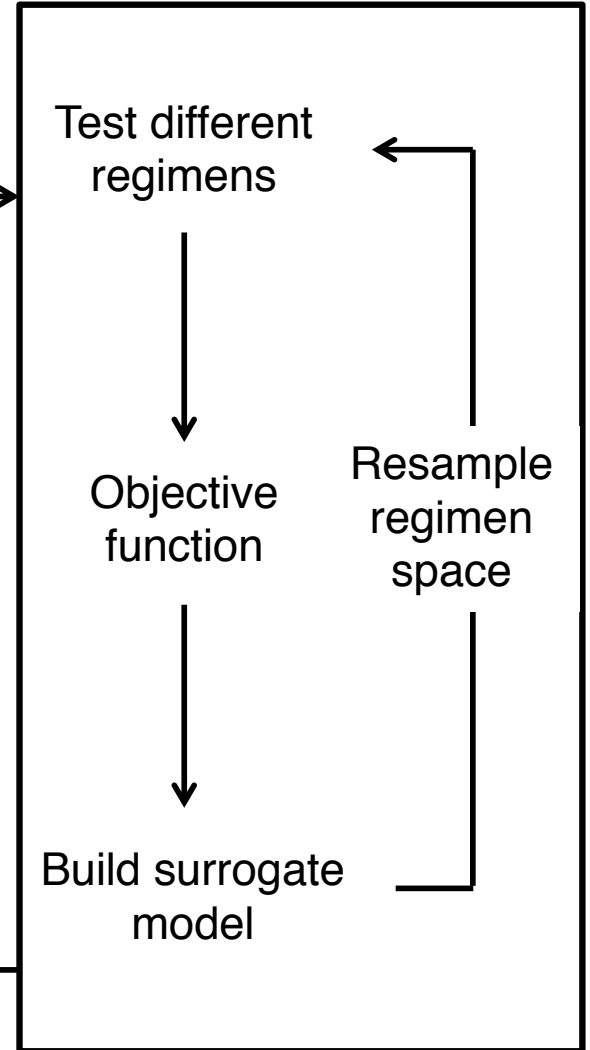 Test different
regimens
Objective
function
Resample
regimen
space
Build surrogate
model